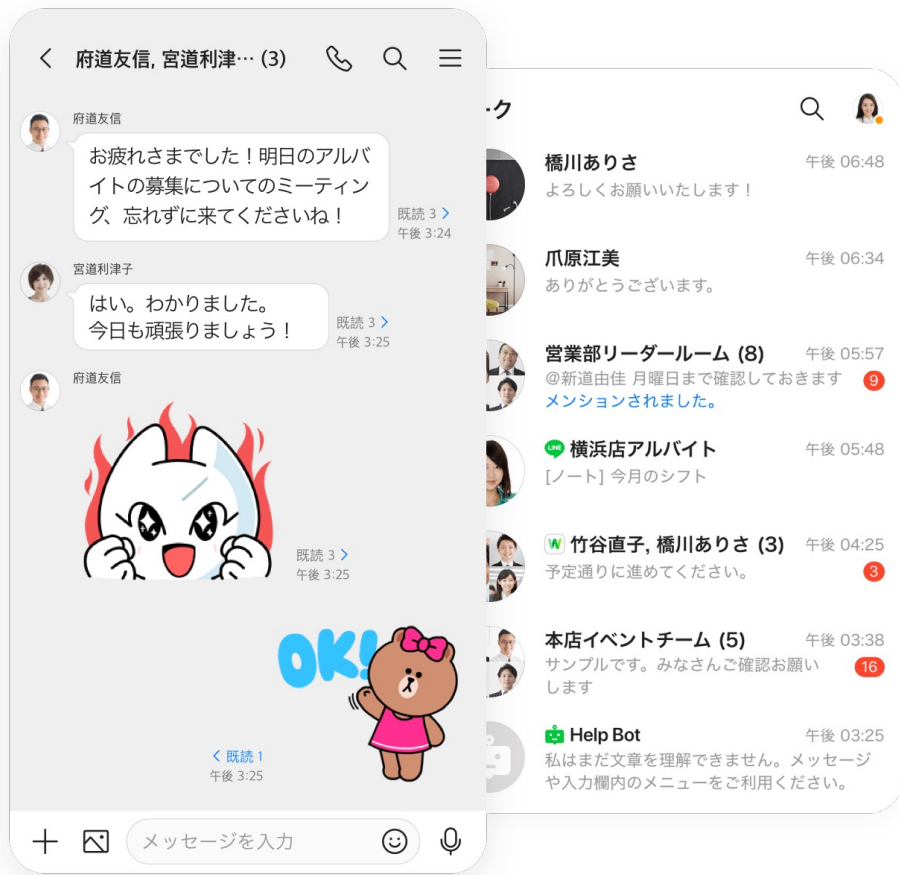 府道友信, 宮道利津… (3)
府道友信
お疲れさまでした！明日のアルバ
イトの募集についてのミーティン
グ、忘れずに来てくださいね！
既読 3
午後 3:24
宮道利津子
はい。わかりました。
今日も頑張りましょう！
既読 3
午後 3:25
府道友信
既読 3
午後 3:25
OK!
既読 1
午後 3:25
メッセージを入力
ーク
橋川ありさ 午後 06:48
よろしくお願いいたします！
爪原江美 午後 06:34
ありがとうございます。
営業部リーダールーム (8) 午後 05:57
@新道由佳 月曜日まで確認しておきます 9
メンションされました。
LINE 横浜店アルバイト 午後 05:48
[ノート] 今月のシフト
W 竹谷直子, 橋川ありさ (3) 午後 04:25
予定通りに進めてください。 3
本店イベントチーム (5) 午後 03:38
サンプルです。みなさんご確認お願い 16
します
Help Bot 午後 03:25
私はまだ文章を理解できません。メッセージ
や入力欄内のメニューをご利用ください。